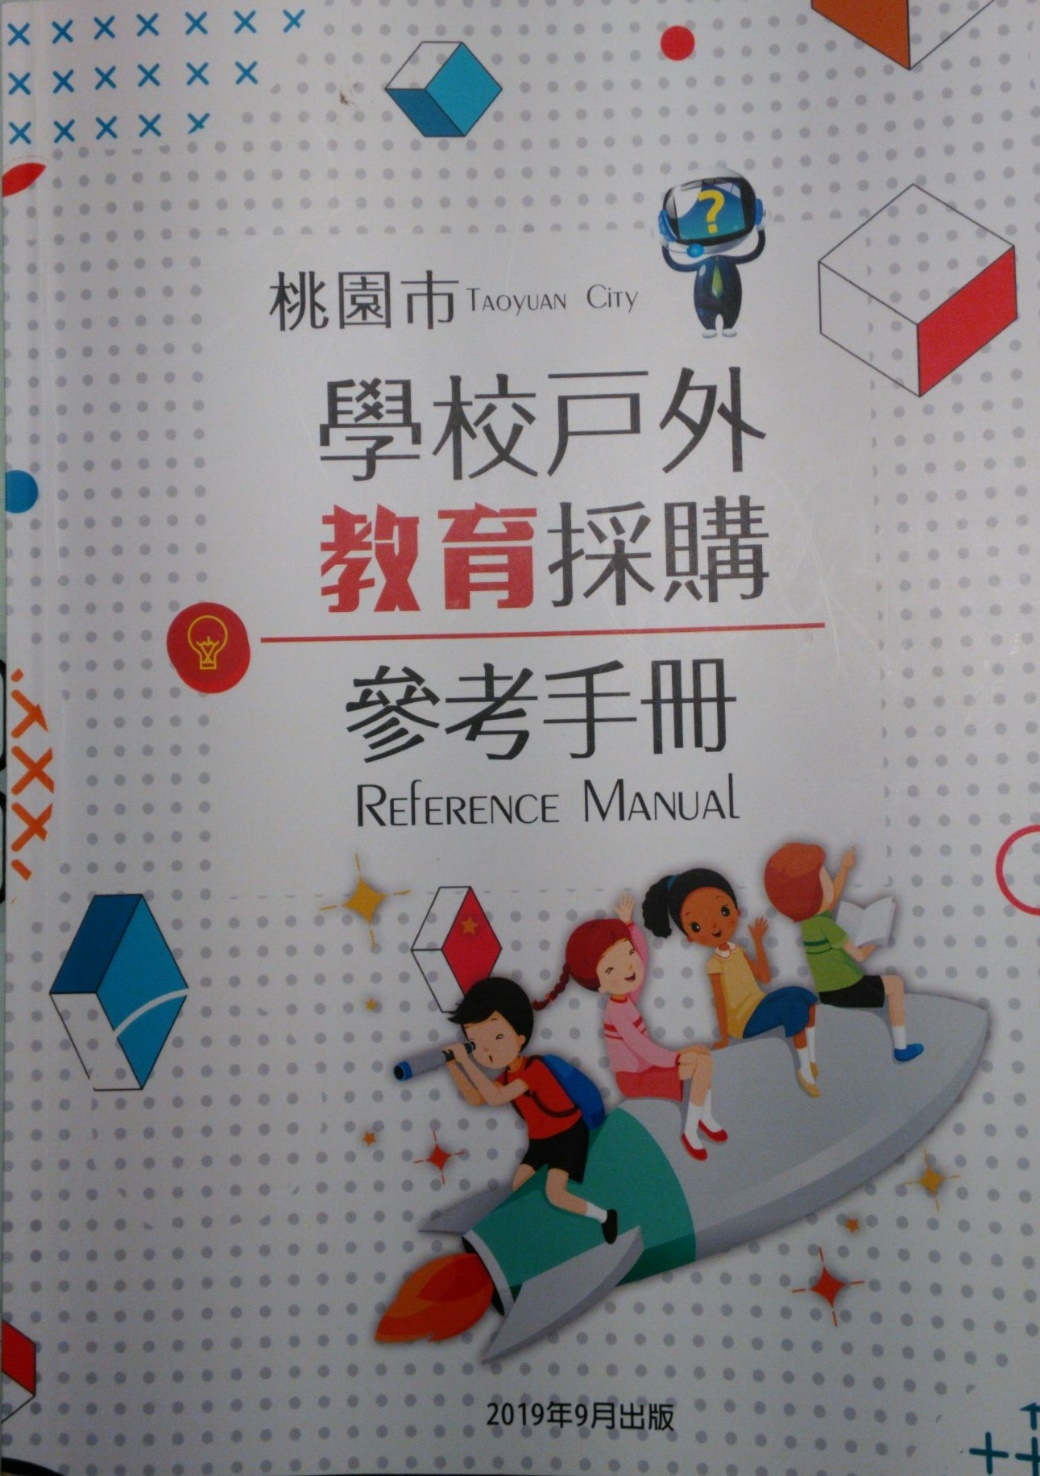 ?
桃園市 TAOYUAN CITY
學校戶外
教育採購
參考手冊
REFERENCE MANUAL
2019年9月出版